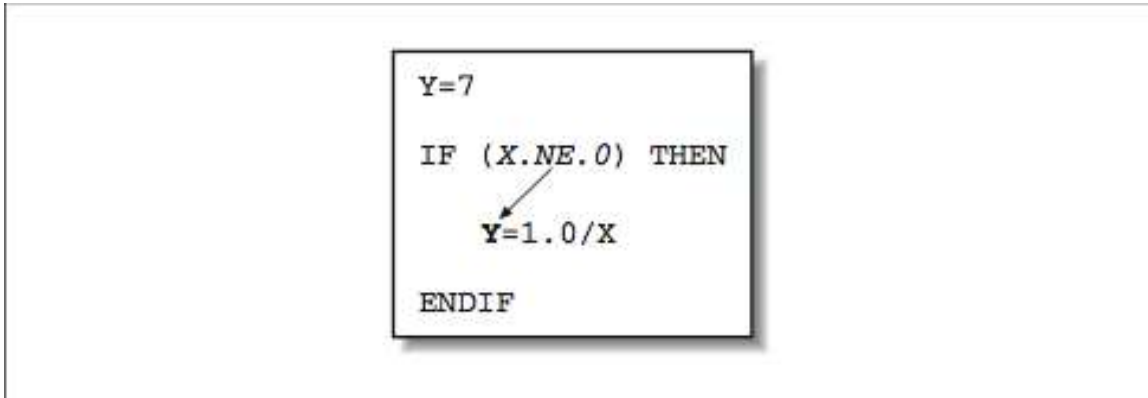 Y=7
IF (X.NE.0) THEN
Y=1.0/X
ENDIF